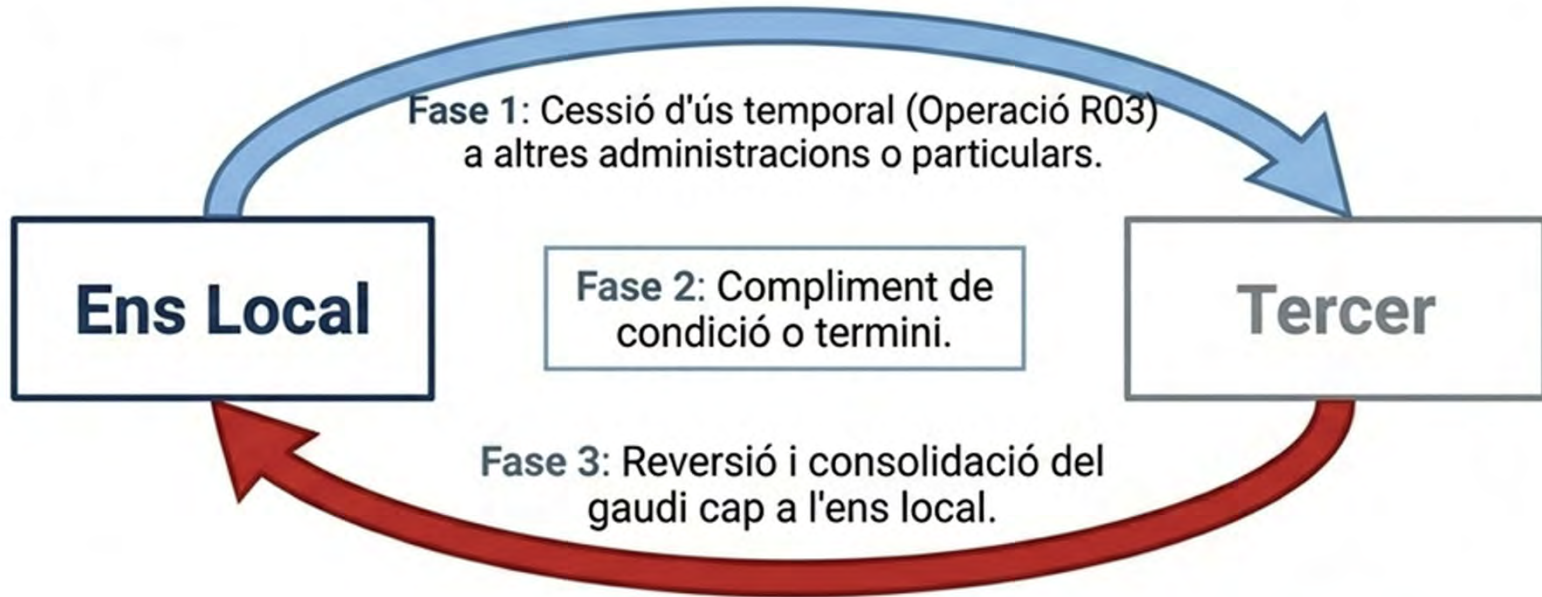 Fase 1: Cessió d'ús temporal (Operació R03)
a altres administracions o particulars.
Ens Local
Fase 2: Compliment de
condició o termini.
Tercer
Fase 3: Reversió i consolidació del
gaudi cap a l'ens local.